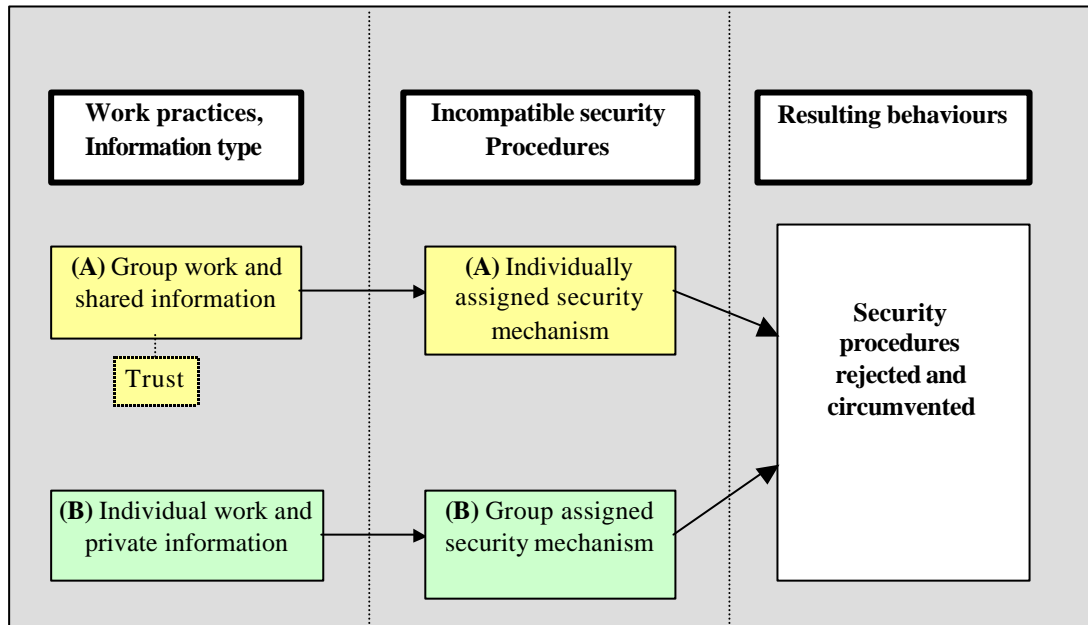 Work practices,
Information type
Incompatible security
Procedures
Resulting behaviours
(A) Group work and
shared information
Trust
(A) Individually
assigned security
mechanism
Security
procedures
rejected and
circumvented
(B) Individual work and
private information
(B) Group assigned
security mechanism